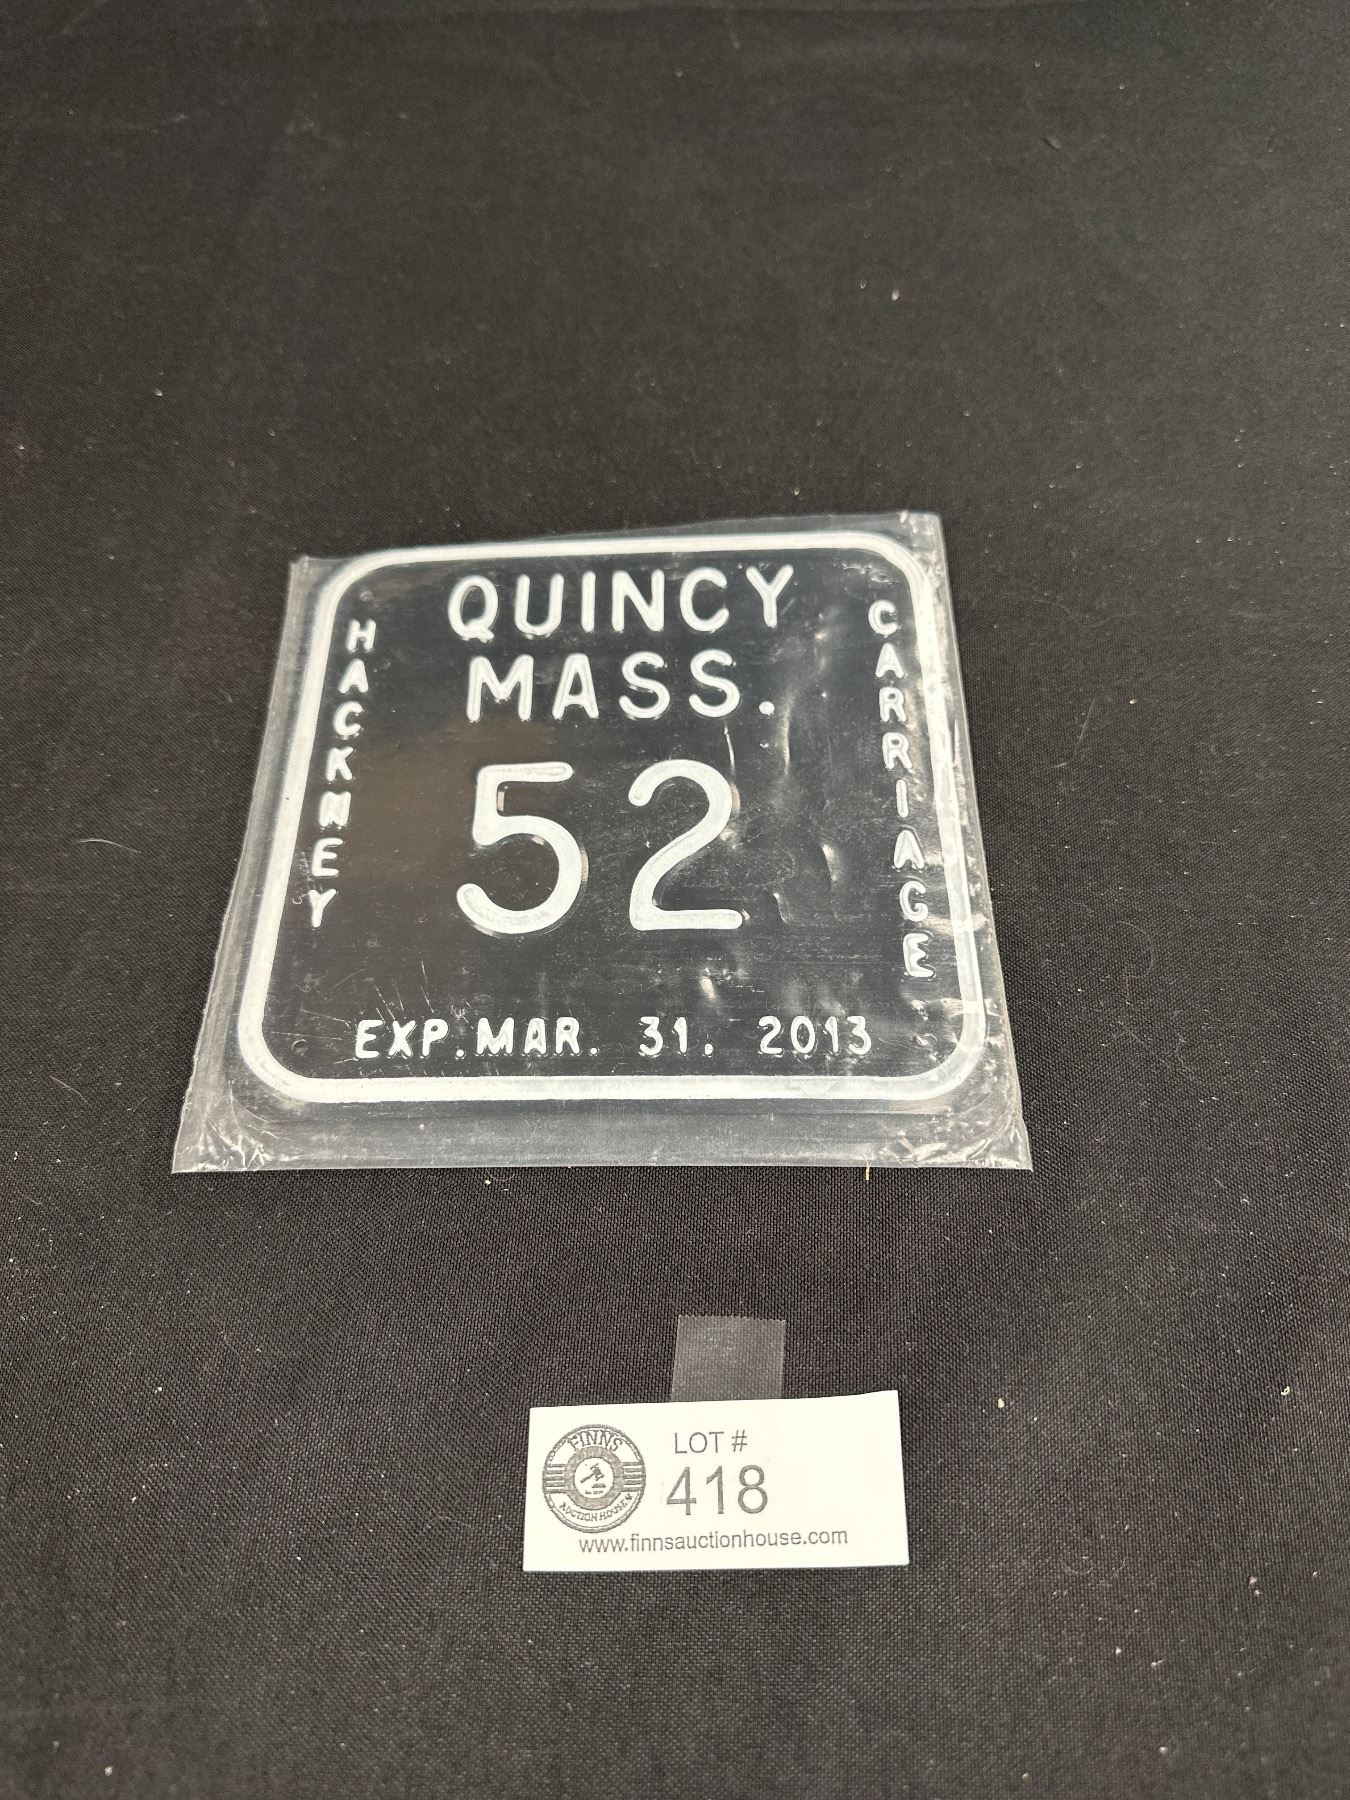 QUINCY
MASS.
HACKNEY
CARRIAGE
52
EXP. MAR. 31. 2013
FINNS
AUCTION HOUSE
LOT #
418
www.finnsauctionhouse.com